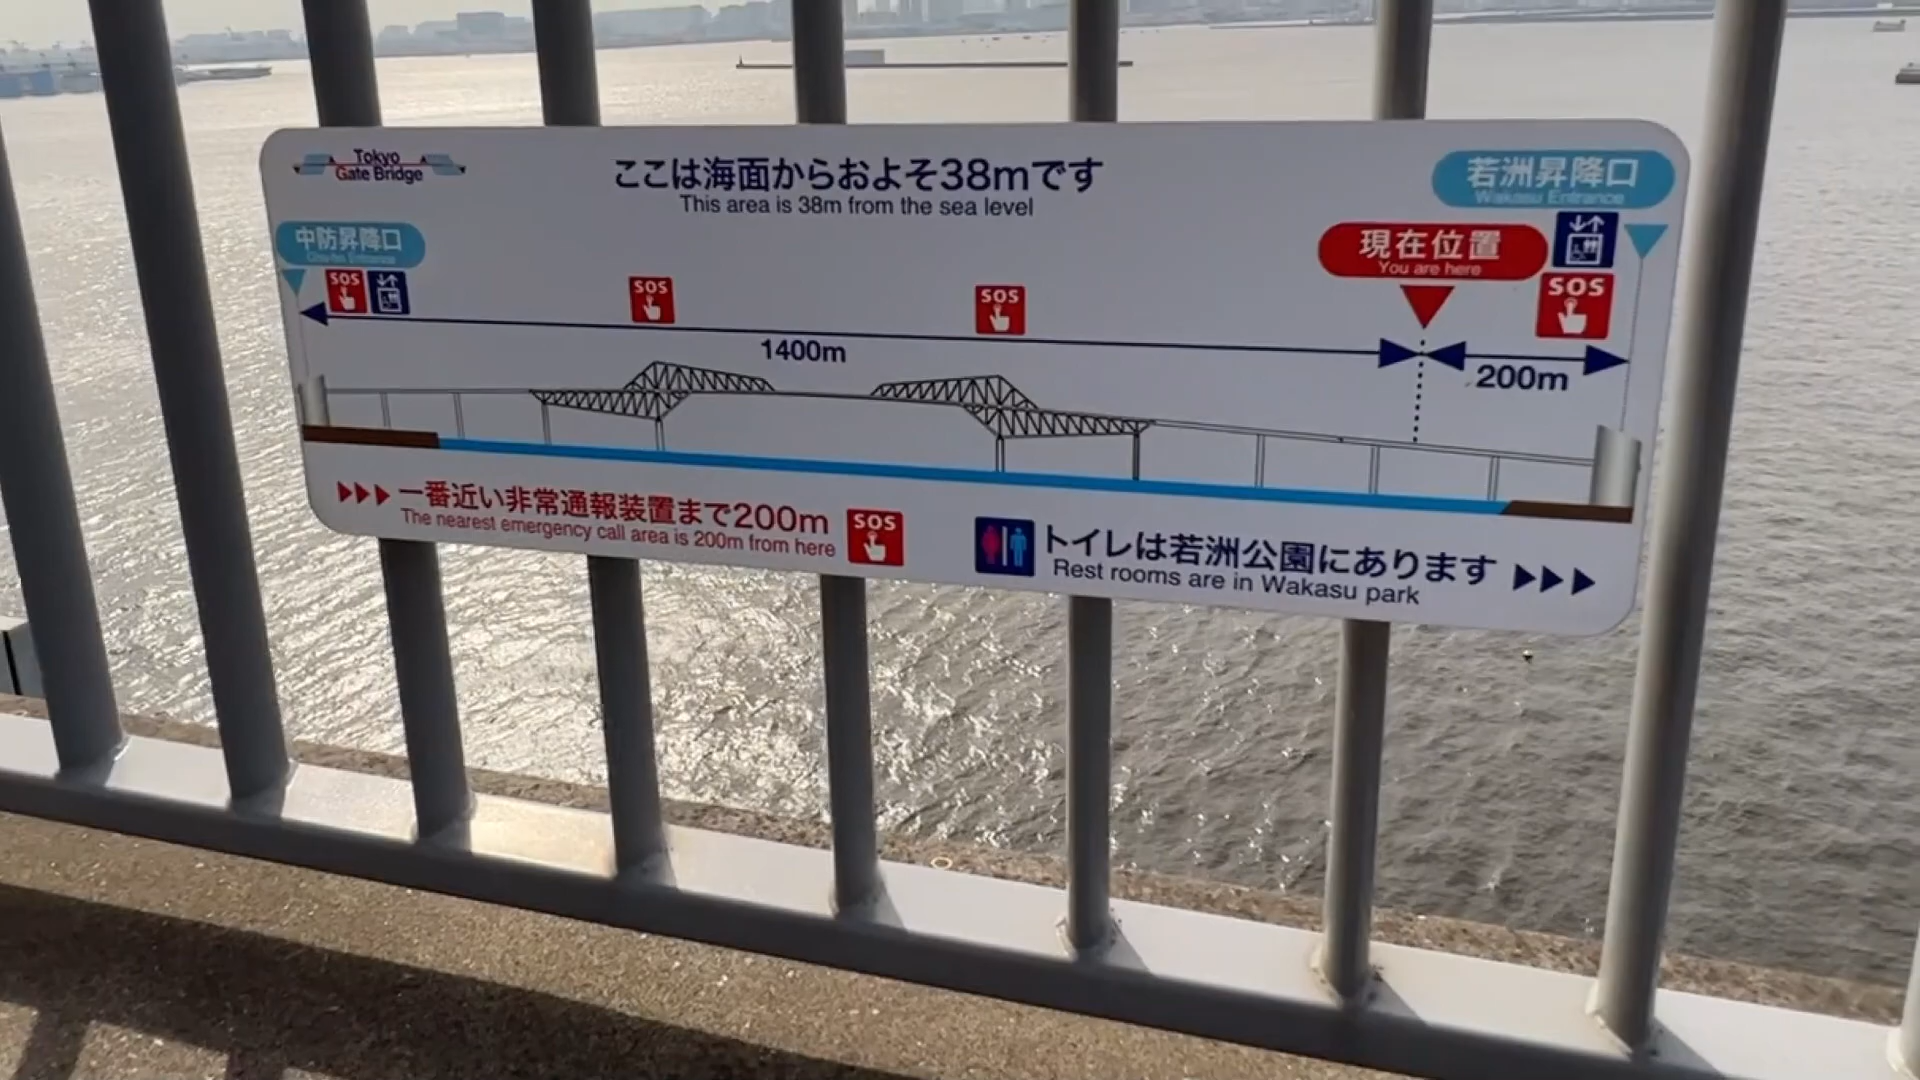 Tokyo
Gate Bridge
ここは海面からおよそ38mです
This area is 38m from the sea level
若洲昇降口
Wakasu Entrance
中防昇降口
Chubo Entrance
現在位置
You are here
SOS
SOS
SOS
SOS
1400m
200m
一番近い非常通報装置まで200m
The nearest emergency call area is 200m from here
SOS
トイレは若洲公園にあります
Rest rooms are in Wakasu park